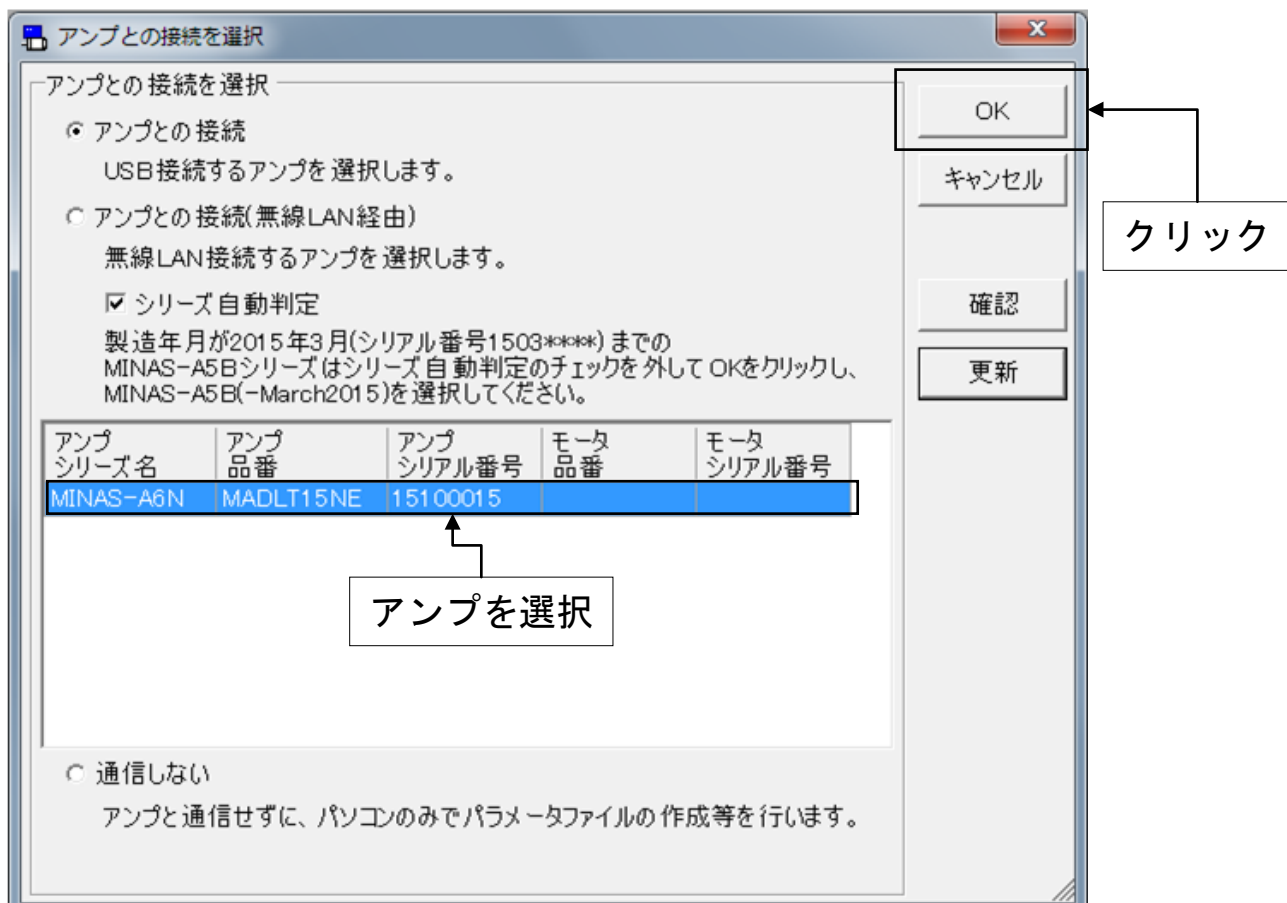 アンプとの接続を選択
アンプとの接続を選択
アンプとの接続
USB接続するアンプを選択します。
アンプとの接続(無線LAN経由)
無線LAN接続するアンプを選択します。
シリーズ自動判定
製造年月が2015年3月(シリアル番号1503****)までの
MINAS-A5Bシリーズはシリーズ自動判定のチェックを外してOKをクリックし、
MINAS-A5B(-March2015)を選択してください。
OK
キャンセル
クリック
確認
更新
アンプ シリーズ名 アンプ 品番 アンプ シリアル番号 モータ 品番 モータ シリアル番号
MINAS-A6N MADLT15NE 15100015
アンプを選択
通信しない
アンプと通信せずに、パソコンのみでパラメータファイルの作成等を行います。